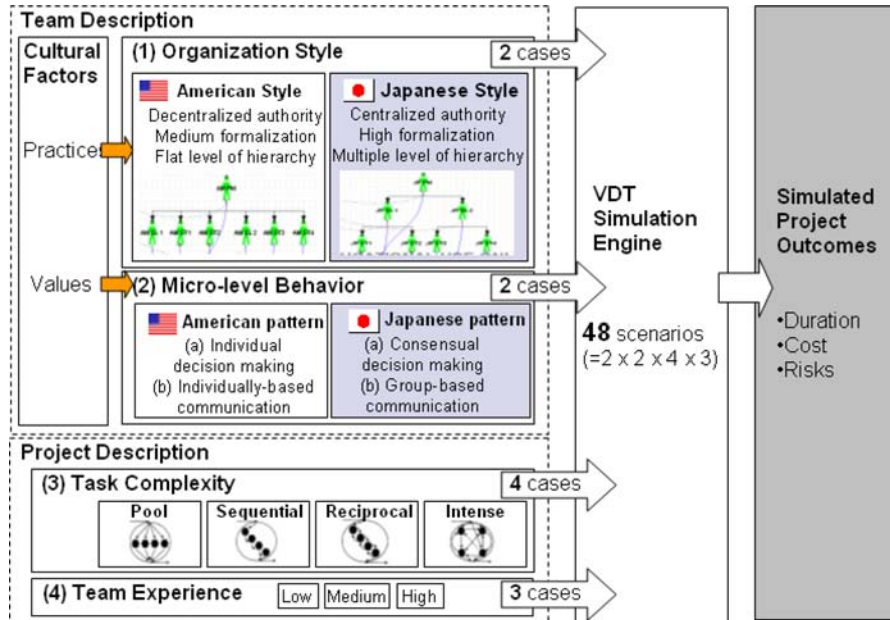 Team Description
Cultural
Factors
Practice
Values
(1) Organization Style
2 cases
American Style
Decentralized authority
Medium formalization
Flat level of hierarchy
Japanese Style
Centralized authority
High formalization
Multiple level of hierarchy
(2) Micro-level Behavior
2 cases
American pattern
(a) Individual
decision making
(b) Individually-based
communication
Japanese pattern
(a) Consensual
decision making
(b) Group-based
communication
Project Description
(3) Task Complexity
4 cases
Pool
Sequential
Reciprocal
Intense
(4) Team Experience
Low
Medium
High
3 cases
VDT
Simulation
Engine
48 scenarios
(=2 x 2 x 4 x 3)
Simulated
Project
Outcomes
•Duration
•Cost
•Risks